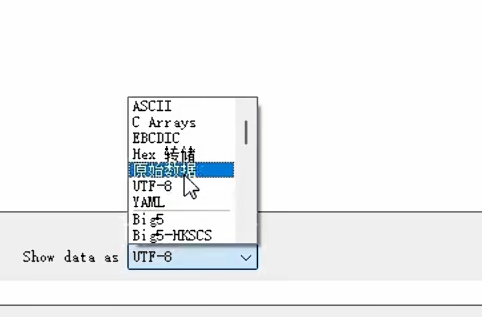 ASCII
C Arrays
EBCDIC
Hex 转储
原始数据
UTF-8
YAML
Big5
Big5-HKSCS
Show data as UTF-8